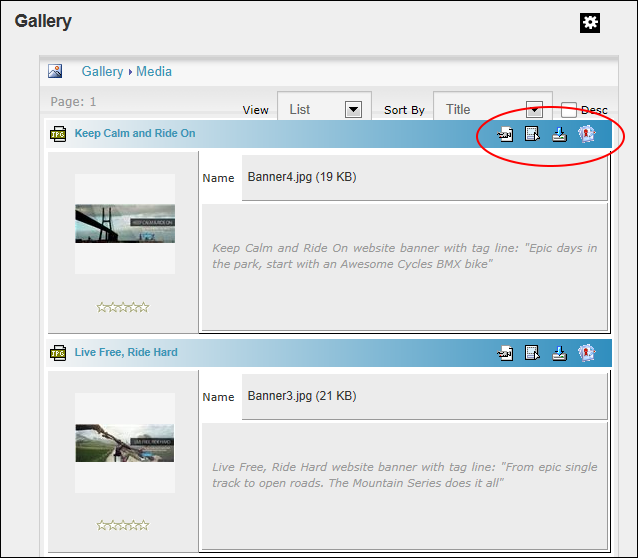 Gallery
Gallery Media
Page: 1
View List Sort By Title Desc
JPG Keep Calm and Ride On
Name Banner4.jpg (19 KB)
KEEP CALM & RIDE ON
Keep Calm and Ride On website banner with tag line: "Epic days in
the park, start with an Awesome Cycles BMX bike"
JPG Live Free, Ride Hard
Name Banner3.jpg (21 KB)
LIVE FREE, RIDE HARD
Live Free, Ride Hard website banner with tag line: "From epic single
track to open roads. The Mountain Series does it all"